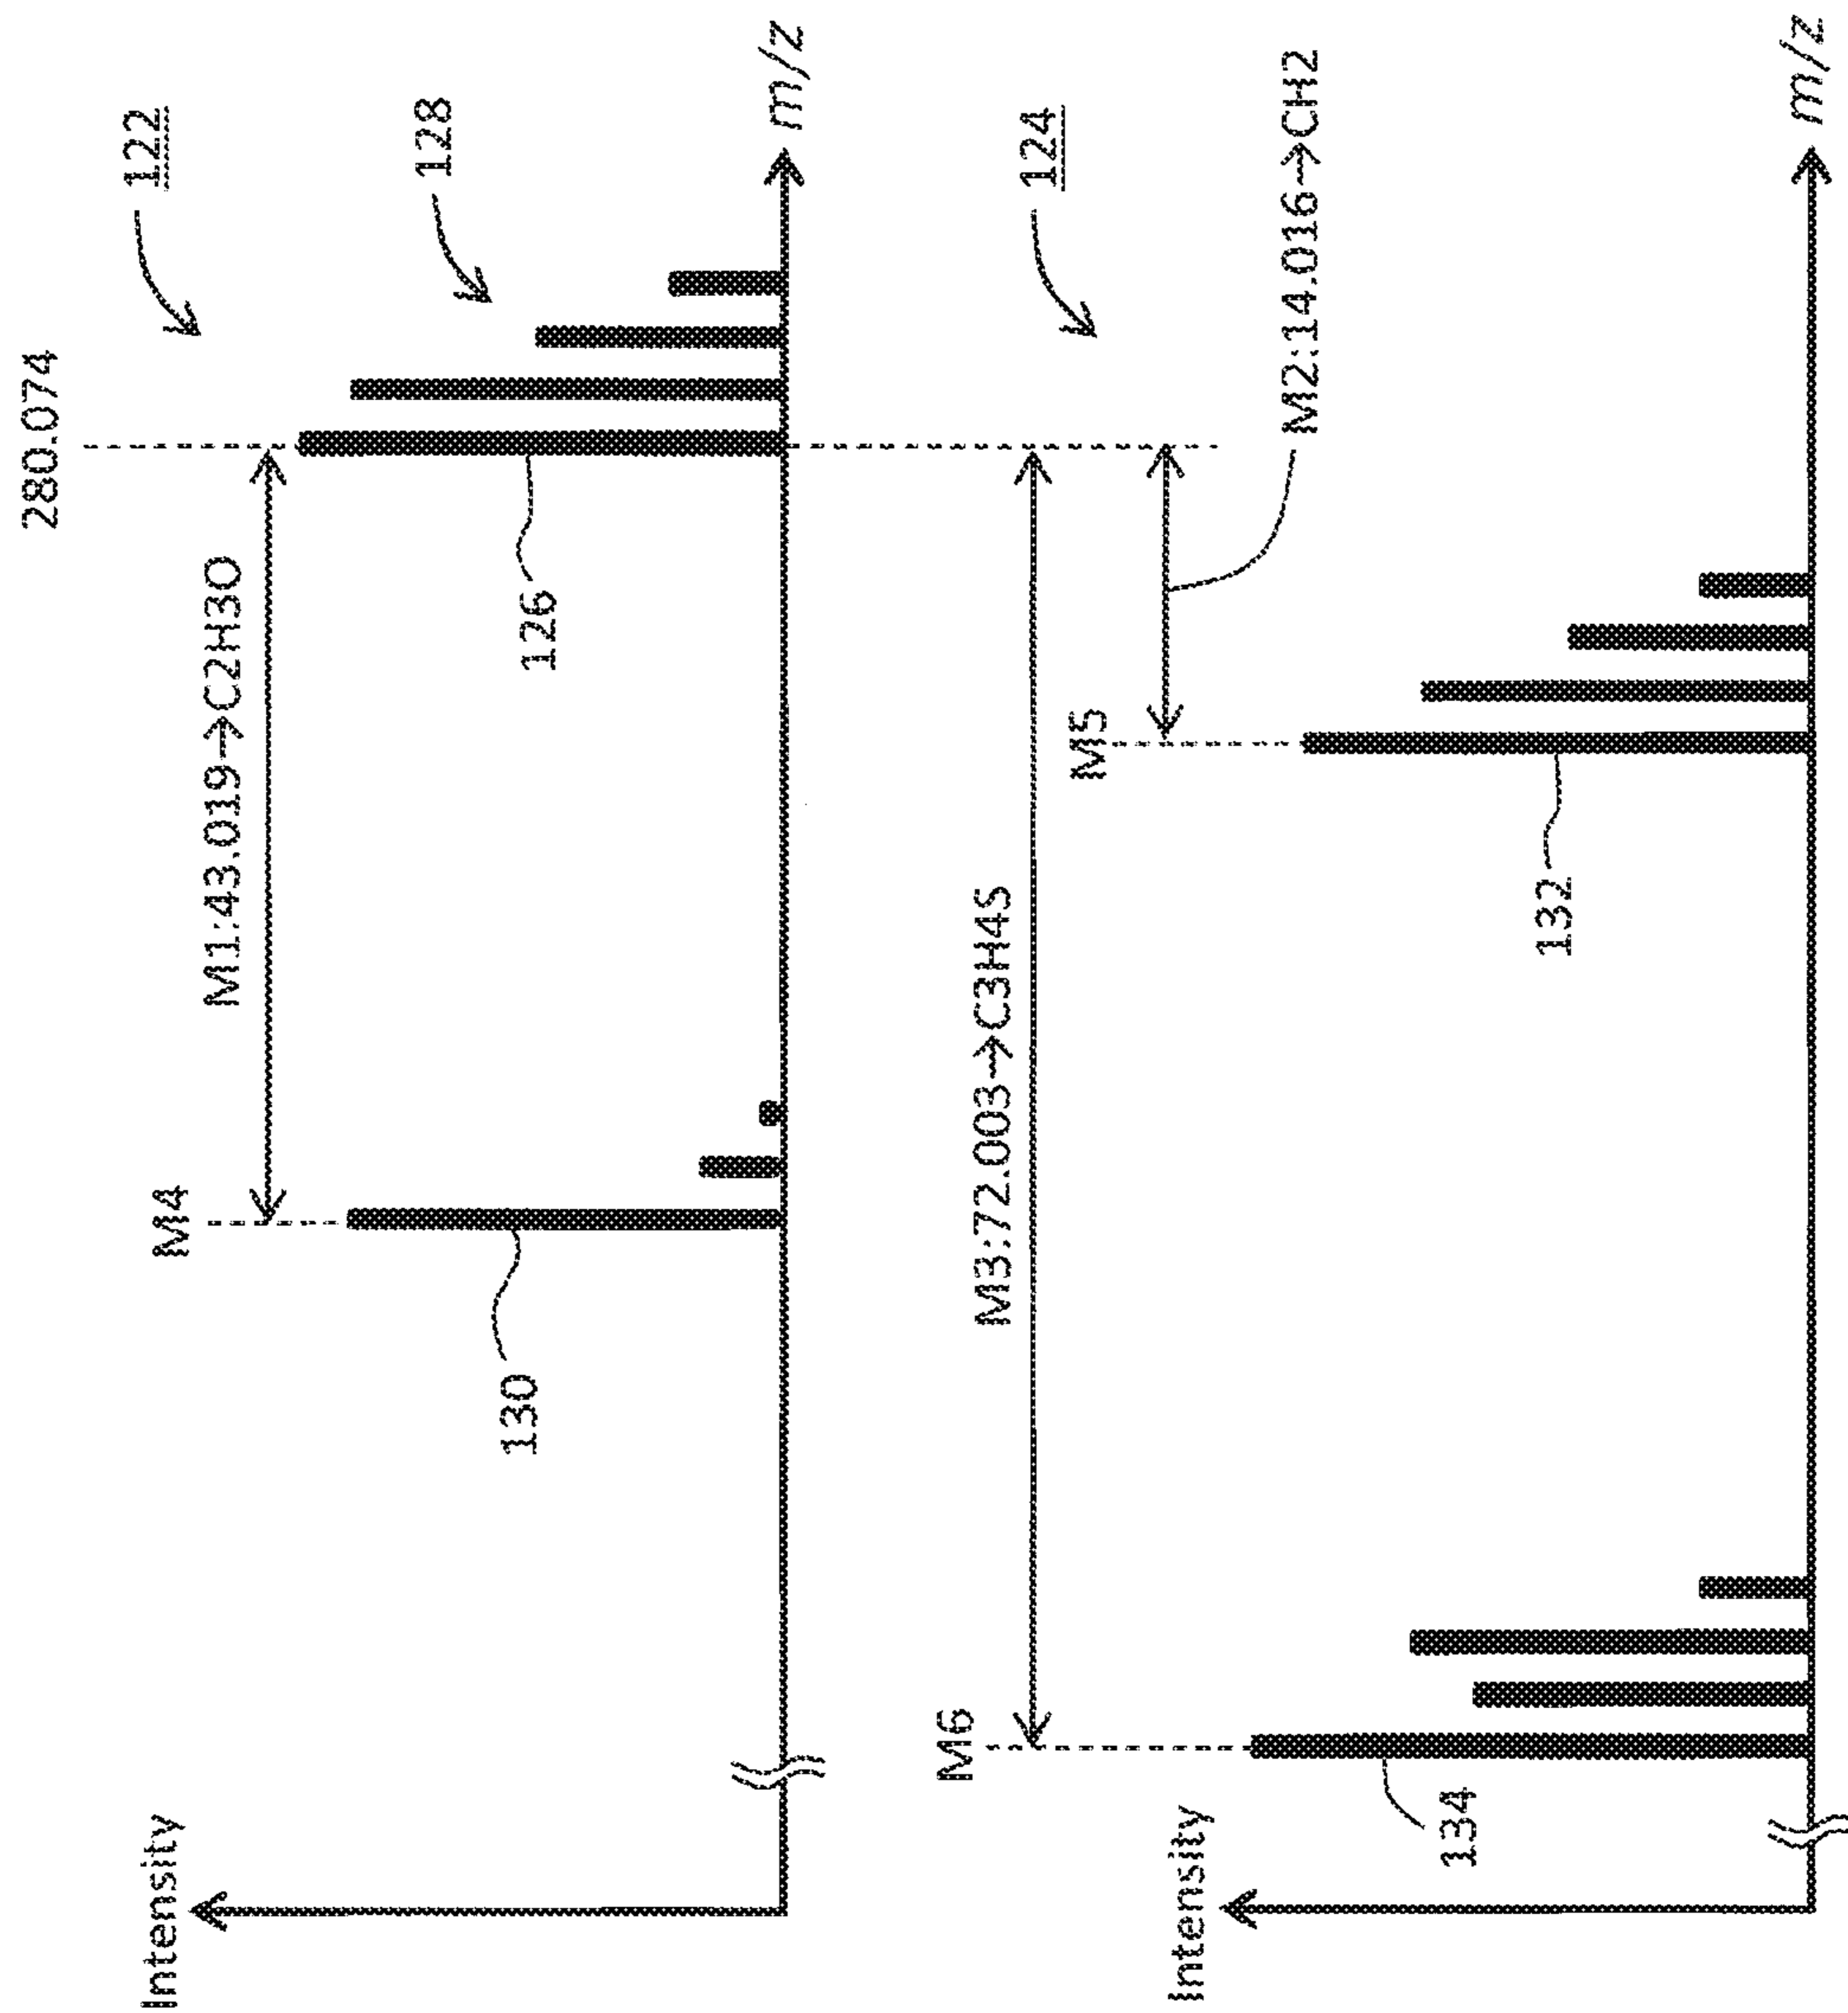 280.074
122
M1:43.019→C2H3O
128
M4
126
130
Intensity
m/z
124
M3:72.003→C3H4S
M2:14.016→CH2
M5
M6
132
134
Intensity
m/z